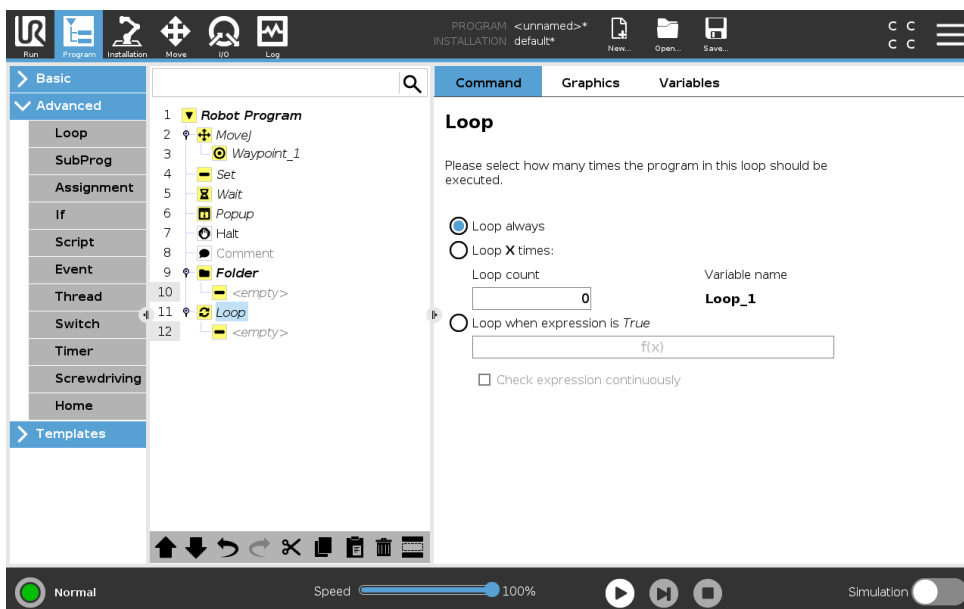 UR
PROGRAM <unnamed>*
INSTALLATION default*
Run Program Installation Move I/O Log New... Open... Save...
C C
C C
Basic
Advanced
Loop
SubProg
Assignment
If
Script
Event
Thread
Switch
Timer
Screwdriving
Home
Templates
1 Robot Program
2 MoveJ
3 Waypoint_1
4 Set
5 Wait
6 Popup
7 Halt
8 Comment
9 Folder
10 <empty>
11 Loop
12 <empty>
Command Graphics Variables
Loop
Please select how many times the program in this loop should be
executed.
Loop always
Loop X times:
Loop count Variable name
0 Loop_1
Loop when expression is True
f(x)
Check expression continuously
Normal Speed 100% Simulation